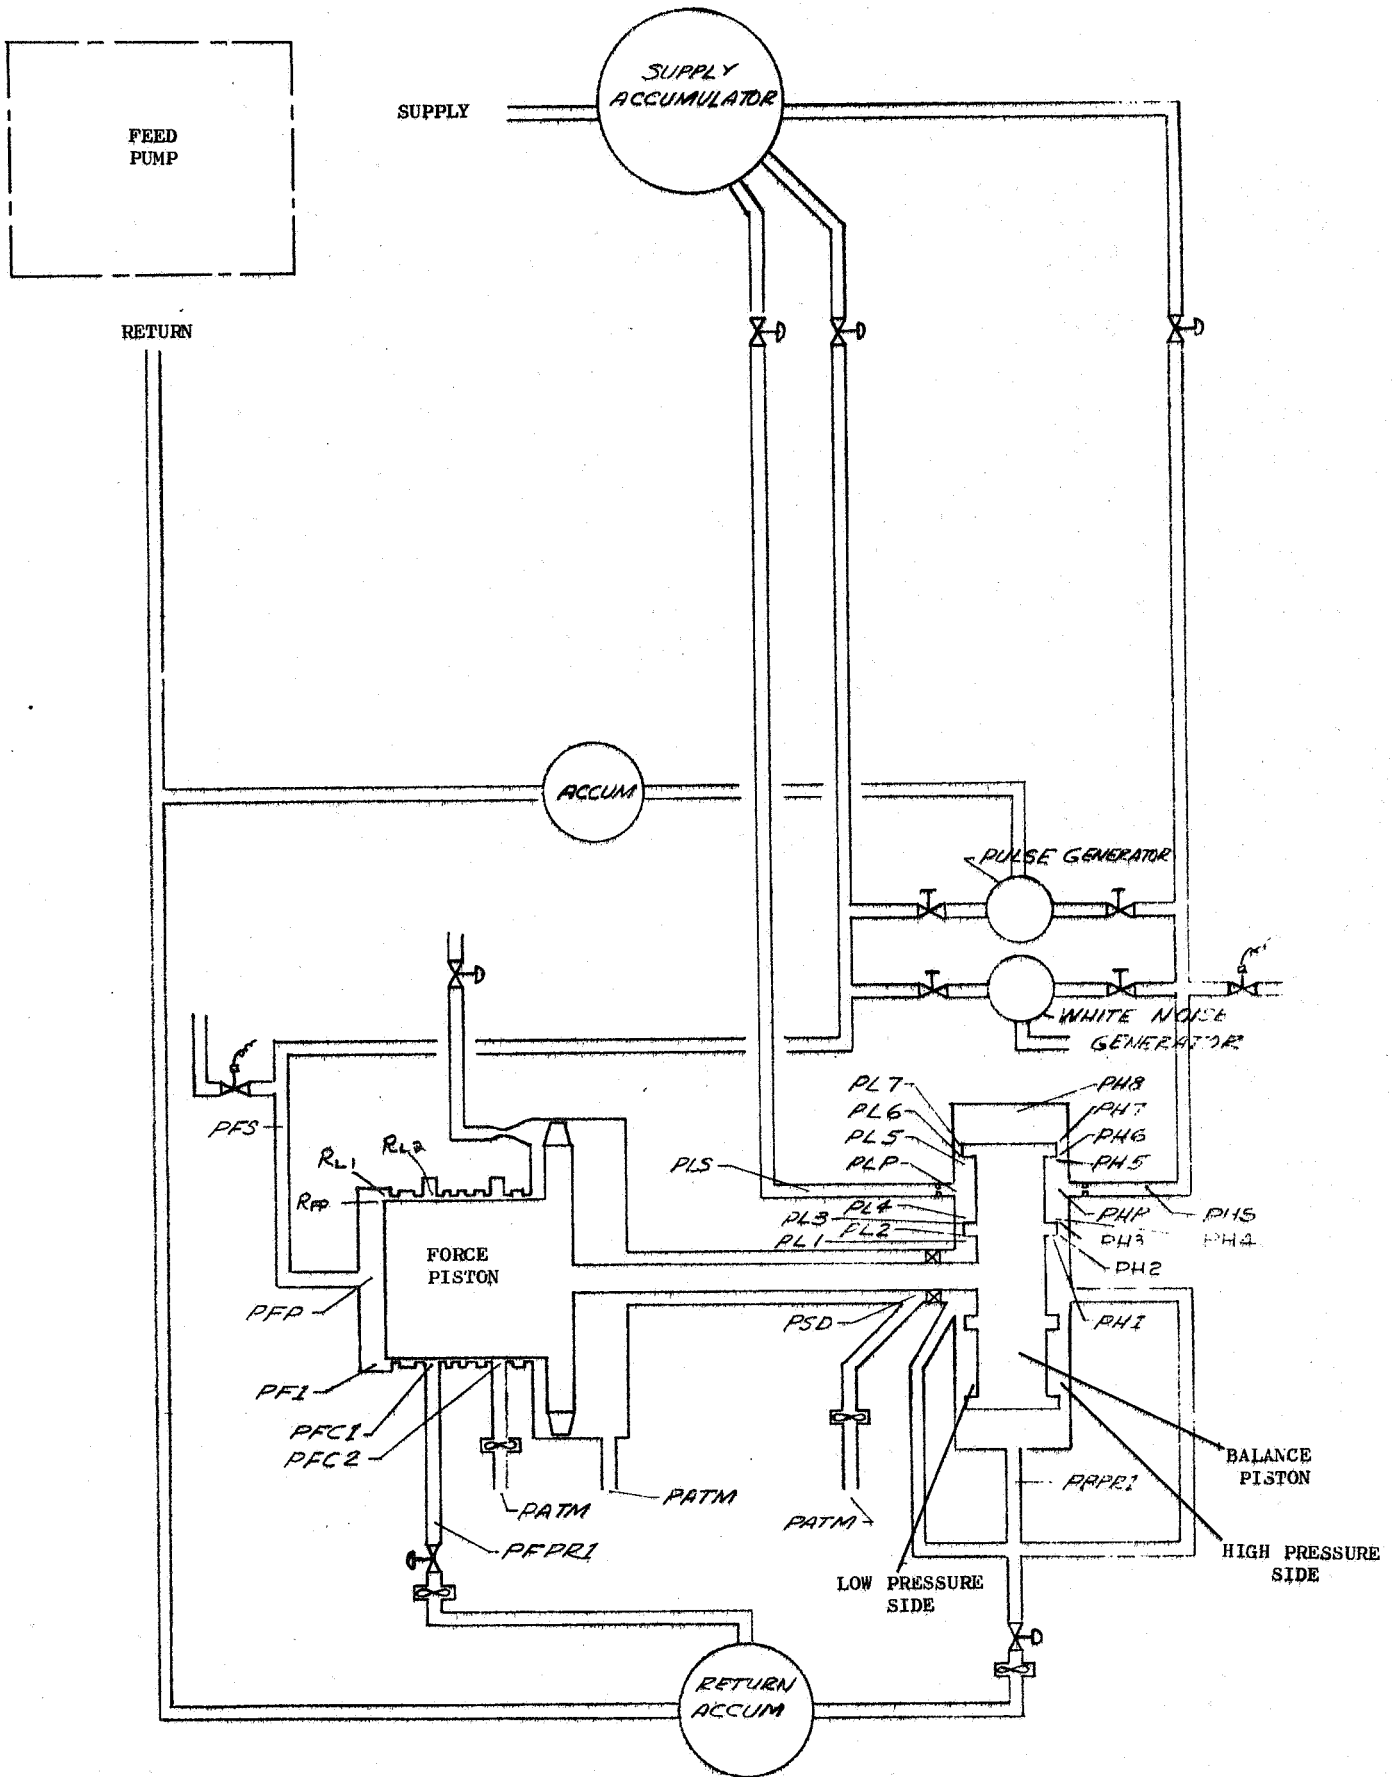 SUPPLY
ACCUMULATOR
SUPPLY
FEED
PUMP
RETURN
ACCUM
PULSE GENERATOR
WHITE NOISE
GENERATOR
PL7
PL6
PL5
PLP
PLS
PL4
PL3
PL2
PL1
PH8
PH7
PH6
PH5
PHP
PHS
PH4
PH3
PH2
PH1
PFS
RL1
RL2
RFP
FORCE
PISTON
PFP
PSD
PF1
PFC1
PFC2
PATM
PATM
PATM
PFPR1
BALANCE
PISTON
HIGH PRESSURE
SIDE
LOW PRESSURE
SIDE
RETURN
ACCUM